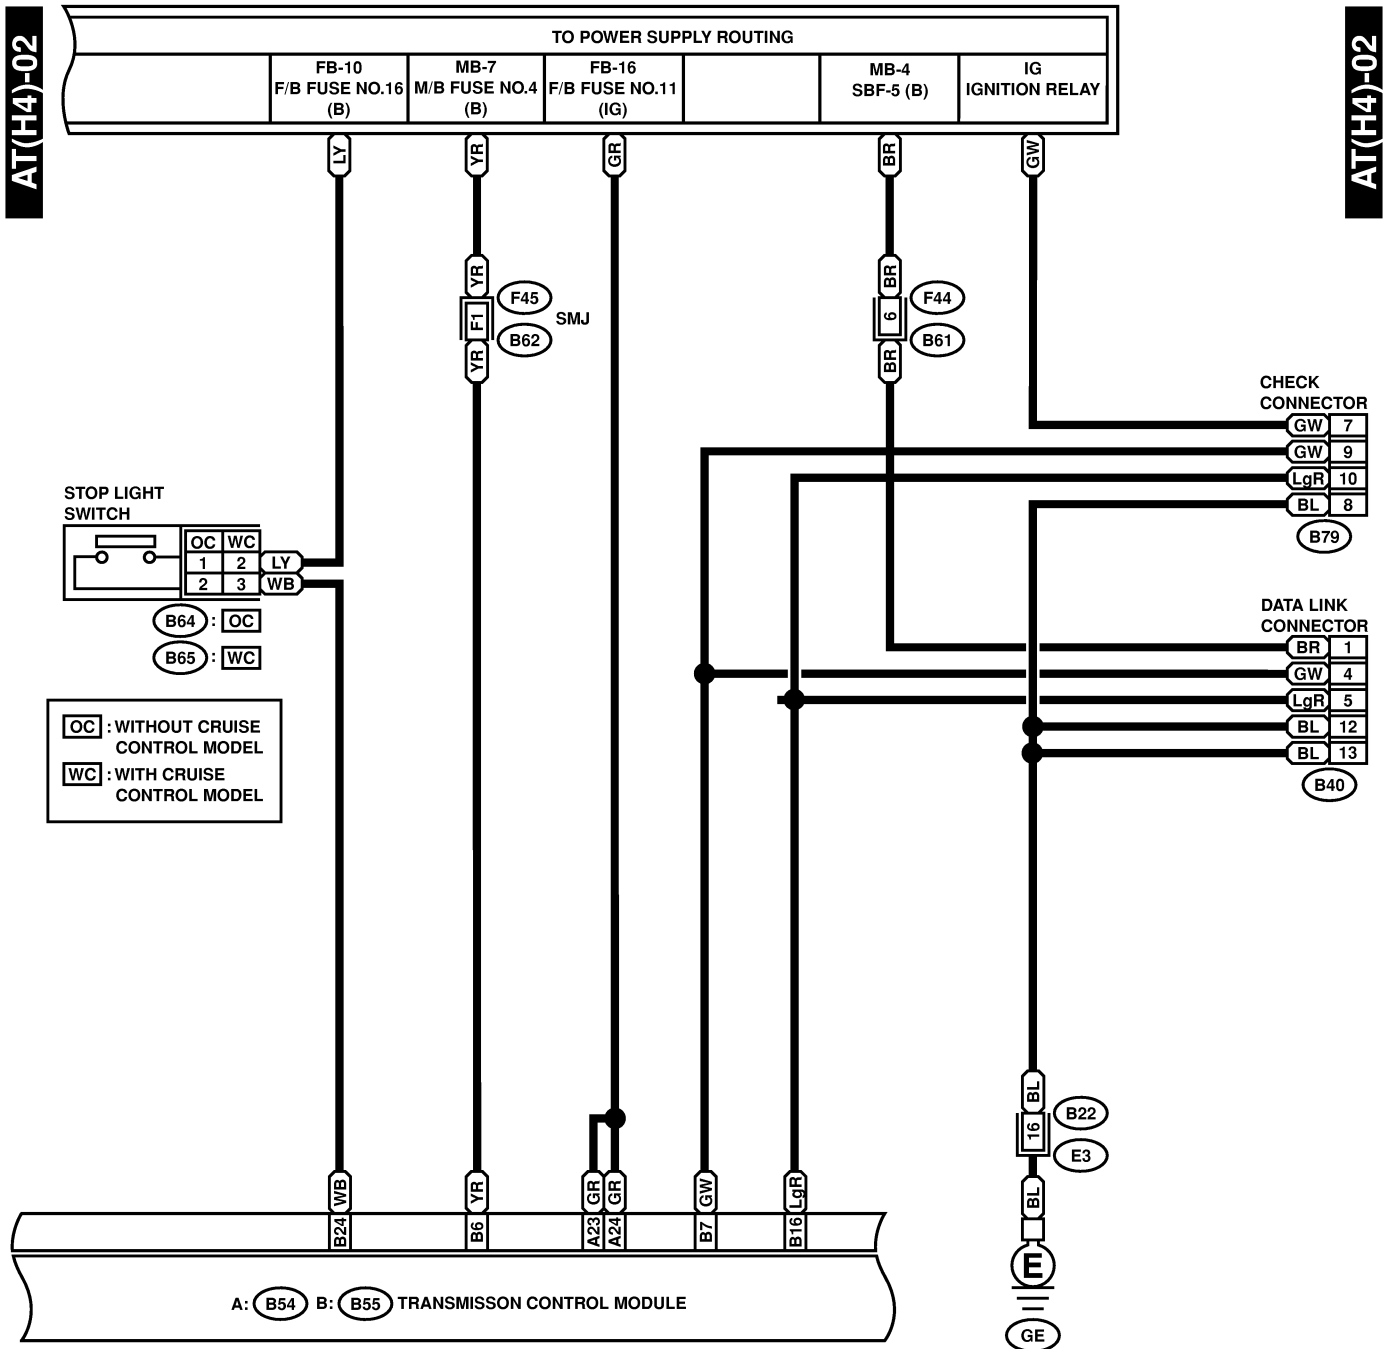 AT(H4)-02
AT(H4)-02
TO POWER SUPPLY ROUTING
FB-10
F/B FUSE NO.16
(B)
MB-7
M/B FUSE NO.4
(B)
FB-16
F/B FUSE NO.11
(IG)
MB-4
SBF-5 (B)
IG
IGNITION RELAY
LY
YR
GR
BR
GW
YR
F1
YR
F45
B62
SMJ
BR
6
BR
F44
B61
CHECK
CONNECTOR
GW 7
GW 9
LgR 10
BL 8
B79
STOP LIGHT
SWITCH
OC WC
1 2 LY
2 3 WB
B64 : OC
B65 : WC
OC : WITHOUT CRUISE
CONTROL MODEL
WC : WITH CRUISE
CONTROL MODEL
DATA LINK
CONNECTOR
BR 1
GW 4
LgR 5
BL 12
BL 13
B40
BL
16
BL
B22
E3
E
GE
WB
YR
GR
GR
GW
LgR
B24
B6
A23
A24
B7
B16
A: B54 B: B55 TRANSMISSON CONTROL MODULE